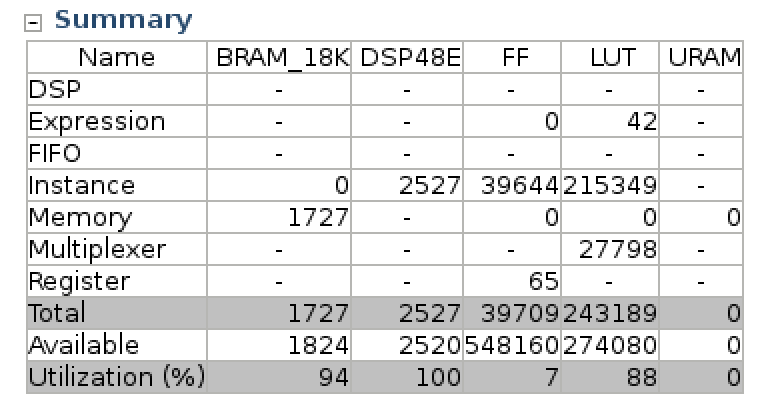 Summary
Name BRAM_18K DSP48E FF LUT URAM
DSP - - - - -
Expression - - 0 42 -
FIFO - - - - -
Instance 0 2527 39644 215349 -
Memory 1727 - 0 0 0
Multiplexer - - - 27798 -
Register - - 65 - -
Total 1727 2527 39709 243189 0
Available 1824 2520 548160 274080 0
Utilization (%) 94 100 7 88 0